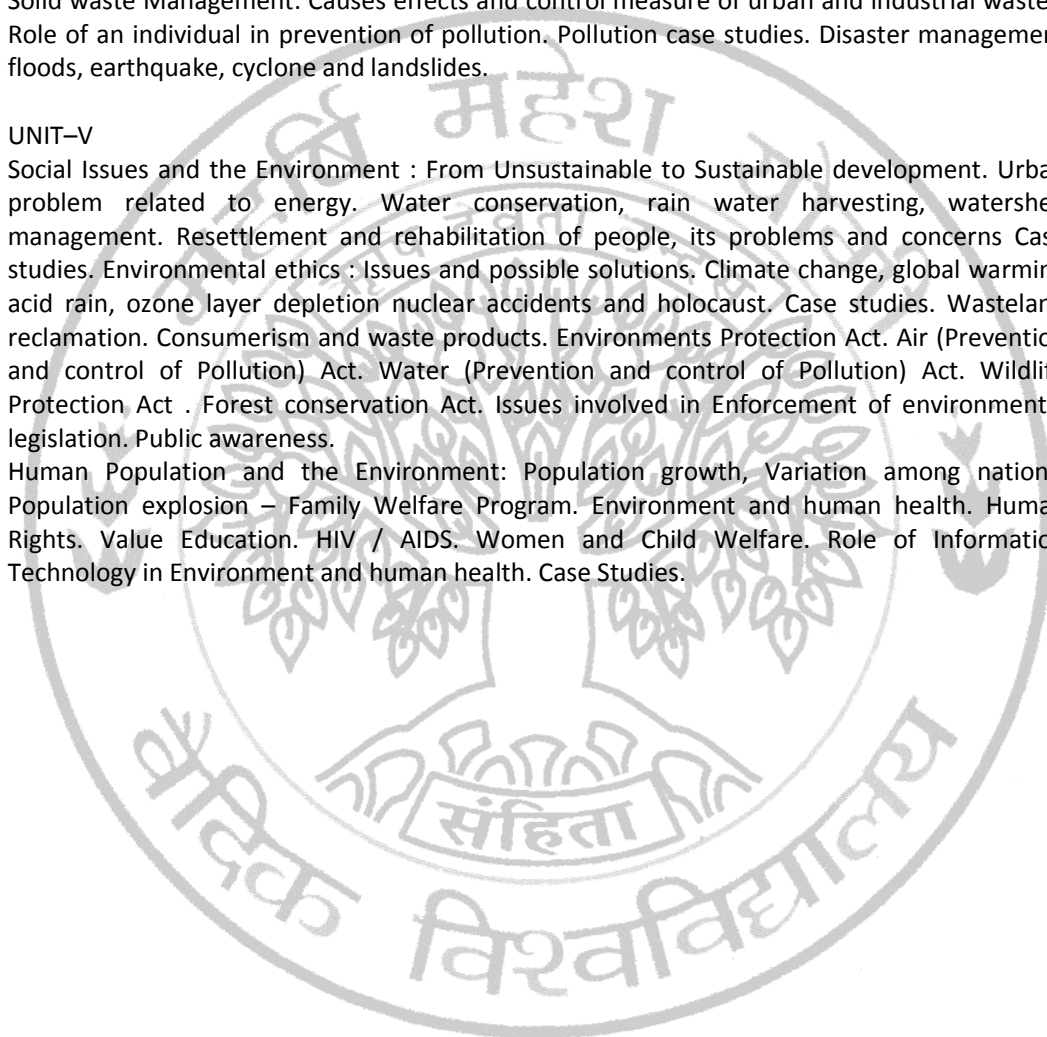 Solid waste Management. Causes effects and control measure of urban and industrial waste
Role of an individual in prevention of pollution. Pollution case studies. Disaster managemen
floods, earthquake, cyclone and landslides.
UNIT–V
Social Issues and the Environment : From Unsustainable to Sustainable development. Urba
problem related to energy. Water conservation, rain water harvesting, watershe
management. Resettlement and rehabilitation of people, its problems and concerns Cas
studies. Environmental ethics : Issues and possible solutions. Climate change, global warmin
acid rain, ozone layer depletion nuclear accidents and holocaust. Case studies. Wastelan
reclamation. Consumerism and waste products. Environments Protection Act. Air (Preventio
and control of Pollution) Act. Water (Prevention and control of Pollution) Act. Wildlif
Protection Act . Forest conservation Act. Issues involved in Enforcement of environment
legislation. Public awareness.
Human Population and the Environment: Population growth, Variation among nation
Population explosion – Family Welfare Program. Environment and human health. Huma
Rights. Value Education. HIV / AIDS. Women and Child Welfare. Role of Informatio
Technology in Environment and human health. Case Studies.
महर्षि महेश योगी
संहिता
वैदिक विश्वविद्यालय